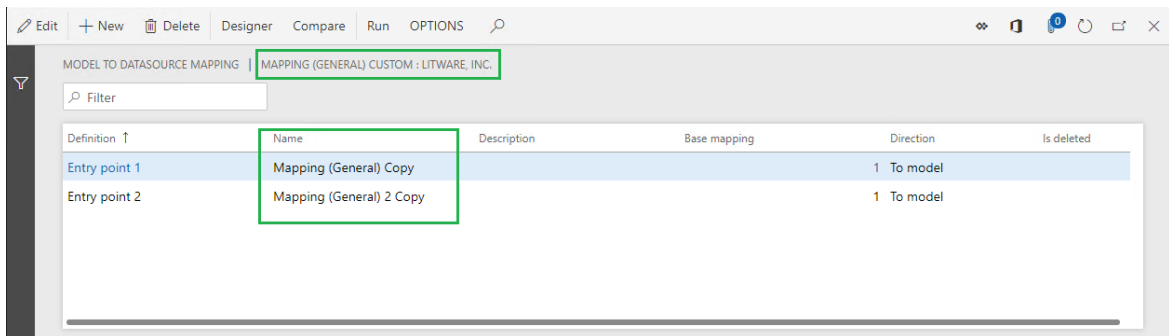 Edit + New Delete Designer Compare Run OPTIONS 0
MODEL TO DATASOURCE MAPPING | MAPPING (GENERAL) CUSTOM : LITWARE, INC.
Filter
Definition ↑ Name Description Base mapping Direction Is deleted
Entry point 1 Mapping (General) Copy 1 To model
Entry point 2 Mapping (General) 2 Copy 1 To model